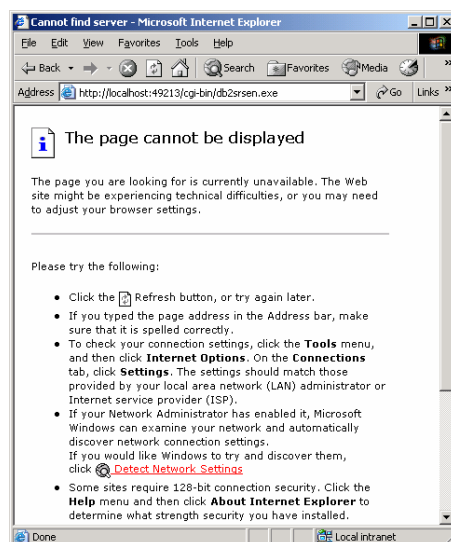 Cannot find server - Microsoft Internet Explorer
File Edit View Favorites Tools Help
Back Search Favorites Media »
Address http://localhost:49213/cgi-bin/db2srsen.exe Go Links »
The page cannot be displayed
The page you are looking for is currently unavailable. The Web
site might be experiencing technical difficulties, or you may need
to adjust your browser settings.
Please try the following:
• Click the Refresh button, or try again later.
• If you typed the page address in the Address bar, make
sure that it is spelled correctly.
• To check your connection settings, click the Tools menu,
and then click Internet Options. On the Connections
tab, click Settings. The settings should match those
provided by your local area network (LAN) administrator or
Internet service provider (ISP).
• If your Network Administrator has enabled it, Microsoft
Windows can examine your network and automatically
discover network connection settings.
If you would like Windows to try and discover them,
click Detect Network Settings
• Some sites require 128-bit connection security. Click the
Help menu and then click About Internet Explorer to
determine what strength security you have installed.
Done Local intranet